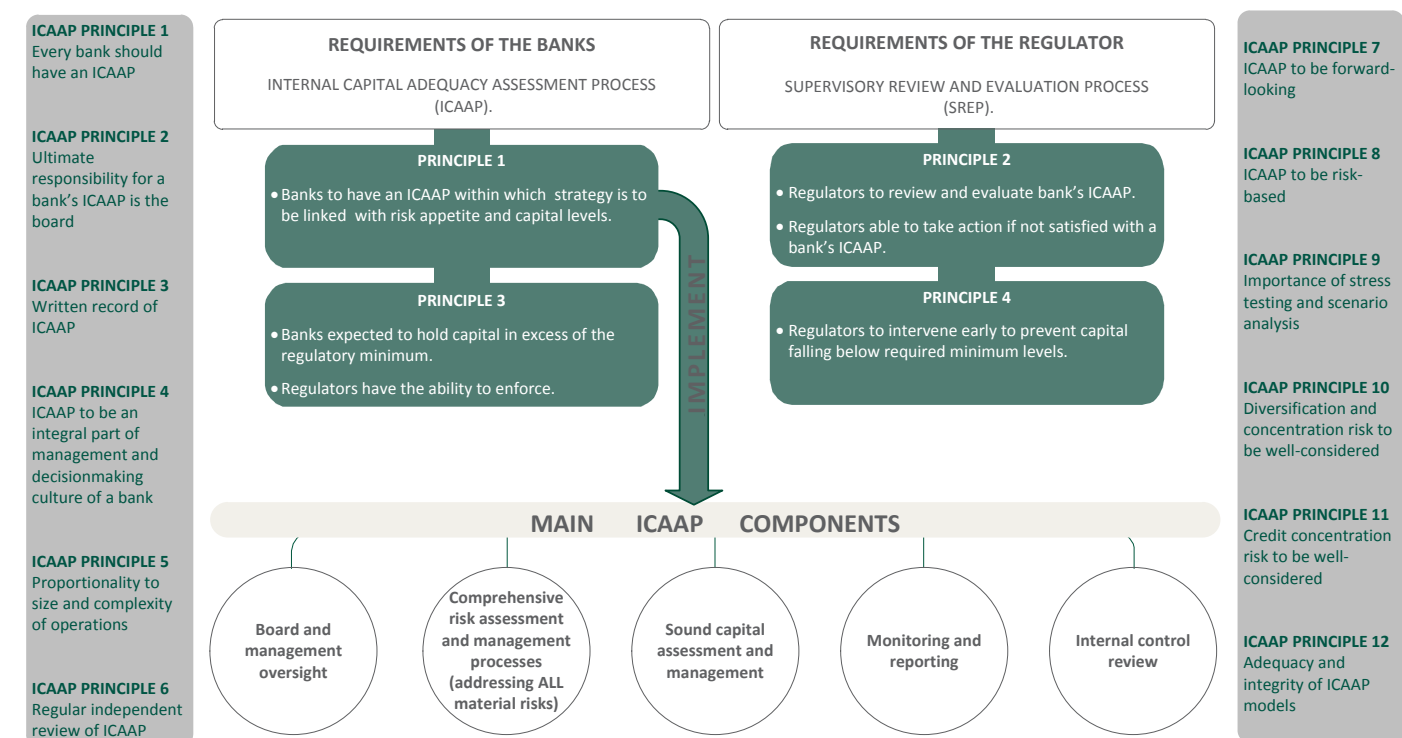 ICAAP PRINCIPLE 1
Every bank should
have an ICAAP
ICAAP PRINCIPLE 2
Ultimate
responsibility for a
bank's ICAAP is the
board
ICAAP PRINCIPLE 3
Written record of
ICAAP
ICAAP PRINCIPLE 4
ICAAP to be an
integral part of
management and
decisionmaking
culture of a bank
ICAAP PRINCIPLE 5
Proportionality to
size and complexity
of operations
ICAAP PRINCIPLE 6
Regular independent
review of ICAAP
REQUIREMENTS OF THE BANKS
INTERNAL CAPITAL ADEQUACY ASSESSMENT PROCESS
(ICAAP).
PRINCIPLE 1
• Banks to have an ICAAP within which strategy is to
be linked with risk appetite and capital levels.
PRINCIPLE 3
• Banks expected to hold capital in excess of the
regulatory minimum.
• Regulators have the ability to enforce.
IMPLEMENT
REQUIREMENTS OF THE REGULATOR
SUPERVISORY REVIEW AND EVALUATION PROCESS
(SREP).
PRINCIPLE 2
• Regulators to review and evaluate bank's ICAAP.
• Regulators able to take action if not satisfied with a
bank's ICAAP.
PRINCIPLE 4
• Regulators to intervene early to prevent capital
falling below required minimum levels.
MAIN ICAAP COMPONENTS
Board and
management
oversight
Comprehensive
risk assessment
and management
processes
(addressing ALL
material risks)
Sound capital
assessment and
management
Monitoring and
reporting
Internal control
review
ICAAP PRINCIPLE 7
ICAAP to be forward-
looking
ICAAP PRINCIPLE 8
ICAAP to be risk-
based
ICAAP PRINCIPLE 9
Importance of stress
testing and scenario
analysis
ICAAP PRINCIPLE 10
Diversification and
concentration risk to
be well-considered
ICAAP PRINCIPLE 11
Credit concentration
risk to be well-
considered
ICAAP PRINCIPLE 12
Adequacy and
integrity of ICAAP
models